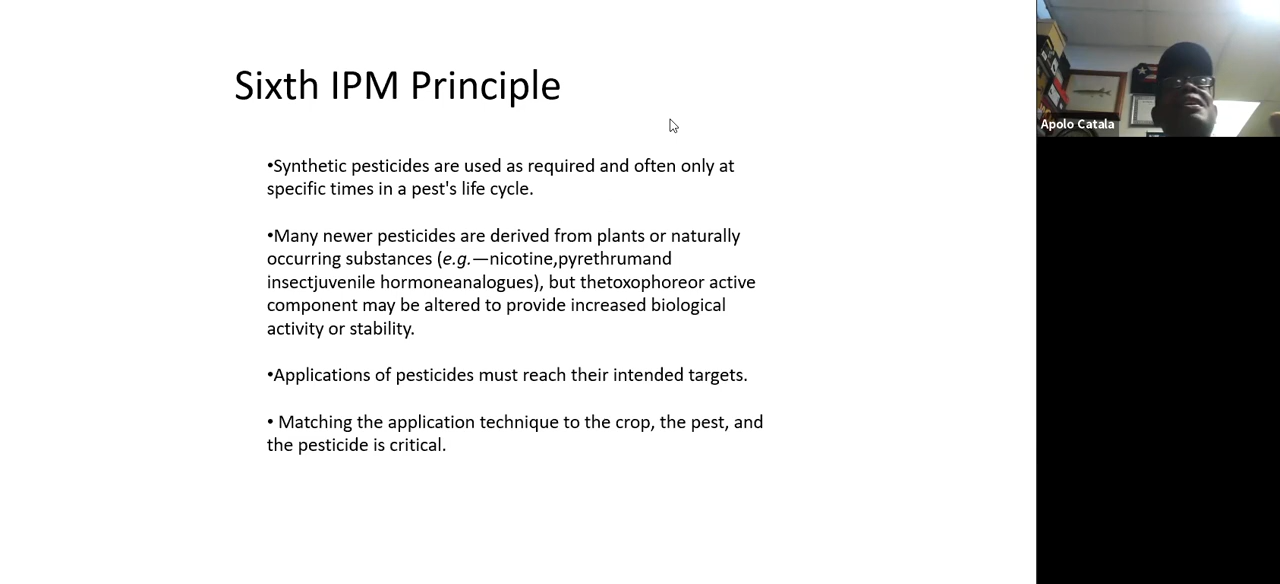 Sixth IPM Principle
•Synthetic pesticides are used as required and often only at
specific times in a pest's life cycle.
•Many newer pesticides are derived from plants or naturally
occurring substances (e.g.—nicotine,pyrethrumand
insectjuvenile hormoneanalogues), but thetoxophoreor active
component may be altered to provide increased biological
activity or stability.
•Applications of pesticides must reach their intended targets.
• Matching the application technique to the crop, the pest, and
the pesticide is critical.
Apolo Catala